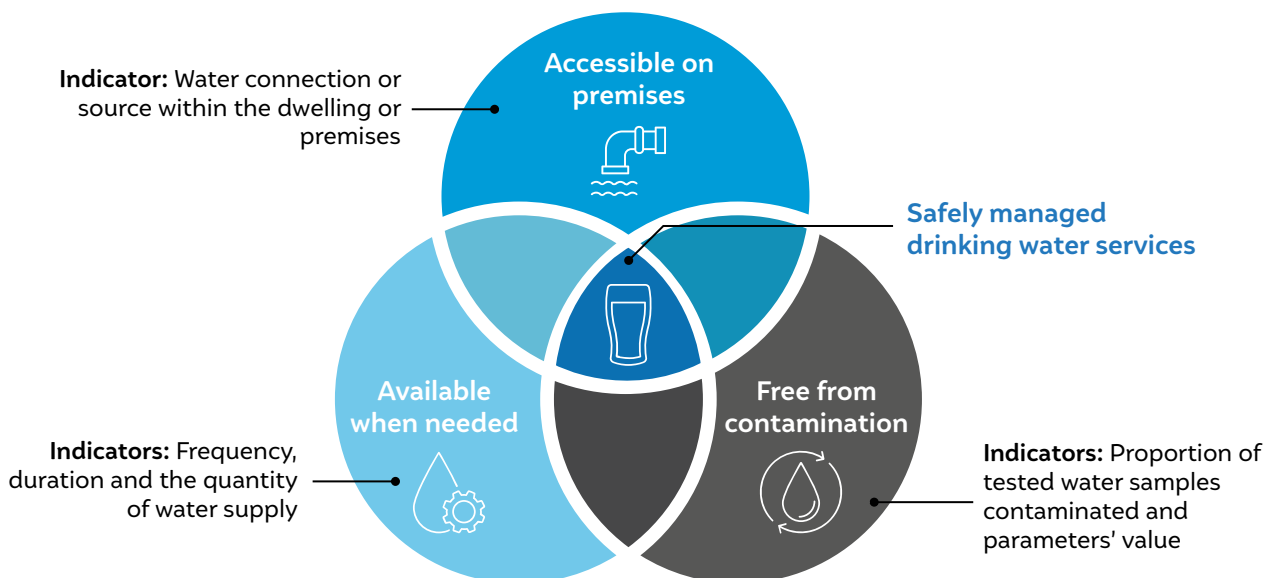 Accessible on
premises
Indicator: Water connection or
source within the dwelling or
premises
Safely managed
drinking water services
Available
when needed
Free from
contamination
Indicators: Frequency,
duration and the quantity
of water supply
Indicators: Proportion of
tested water samples
contaminated and
parameters' value